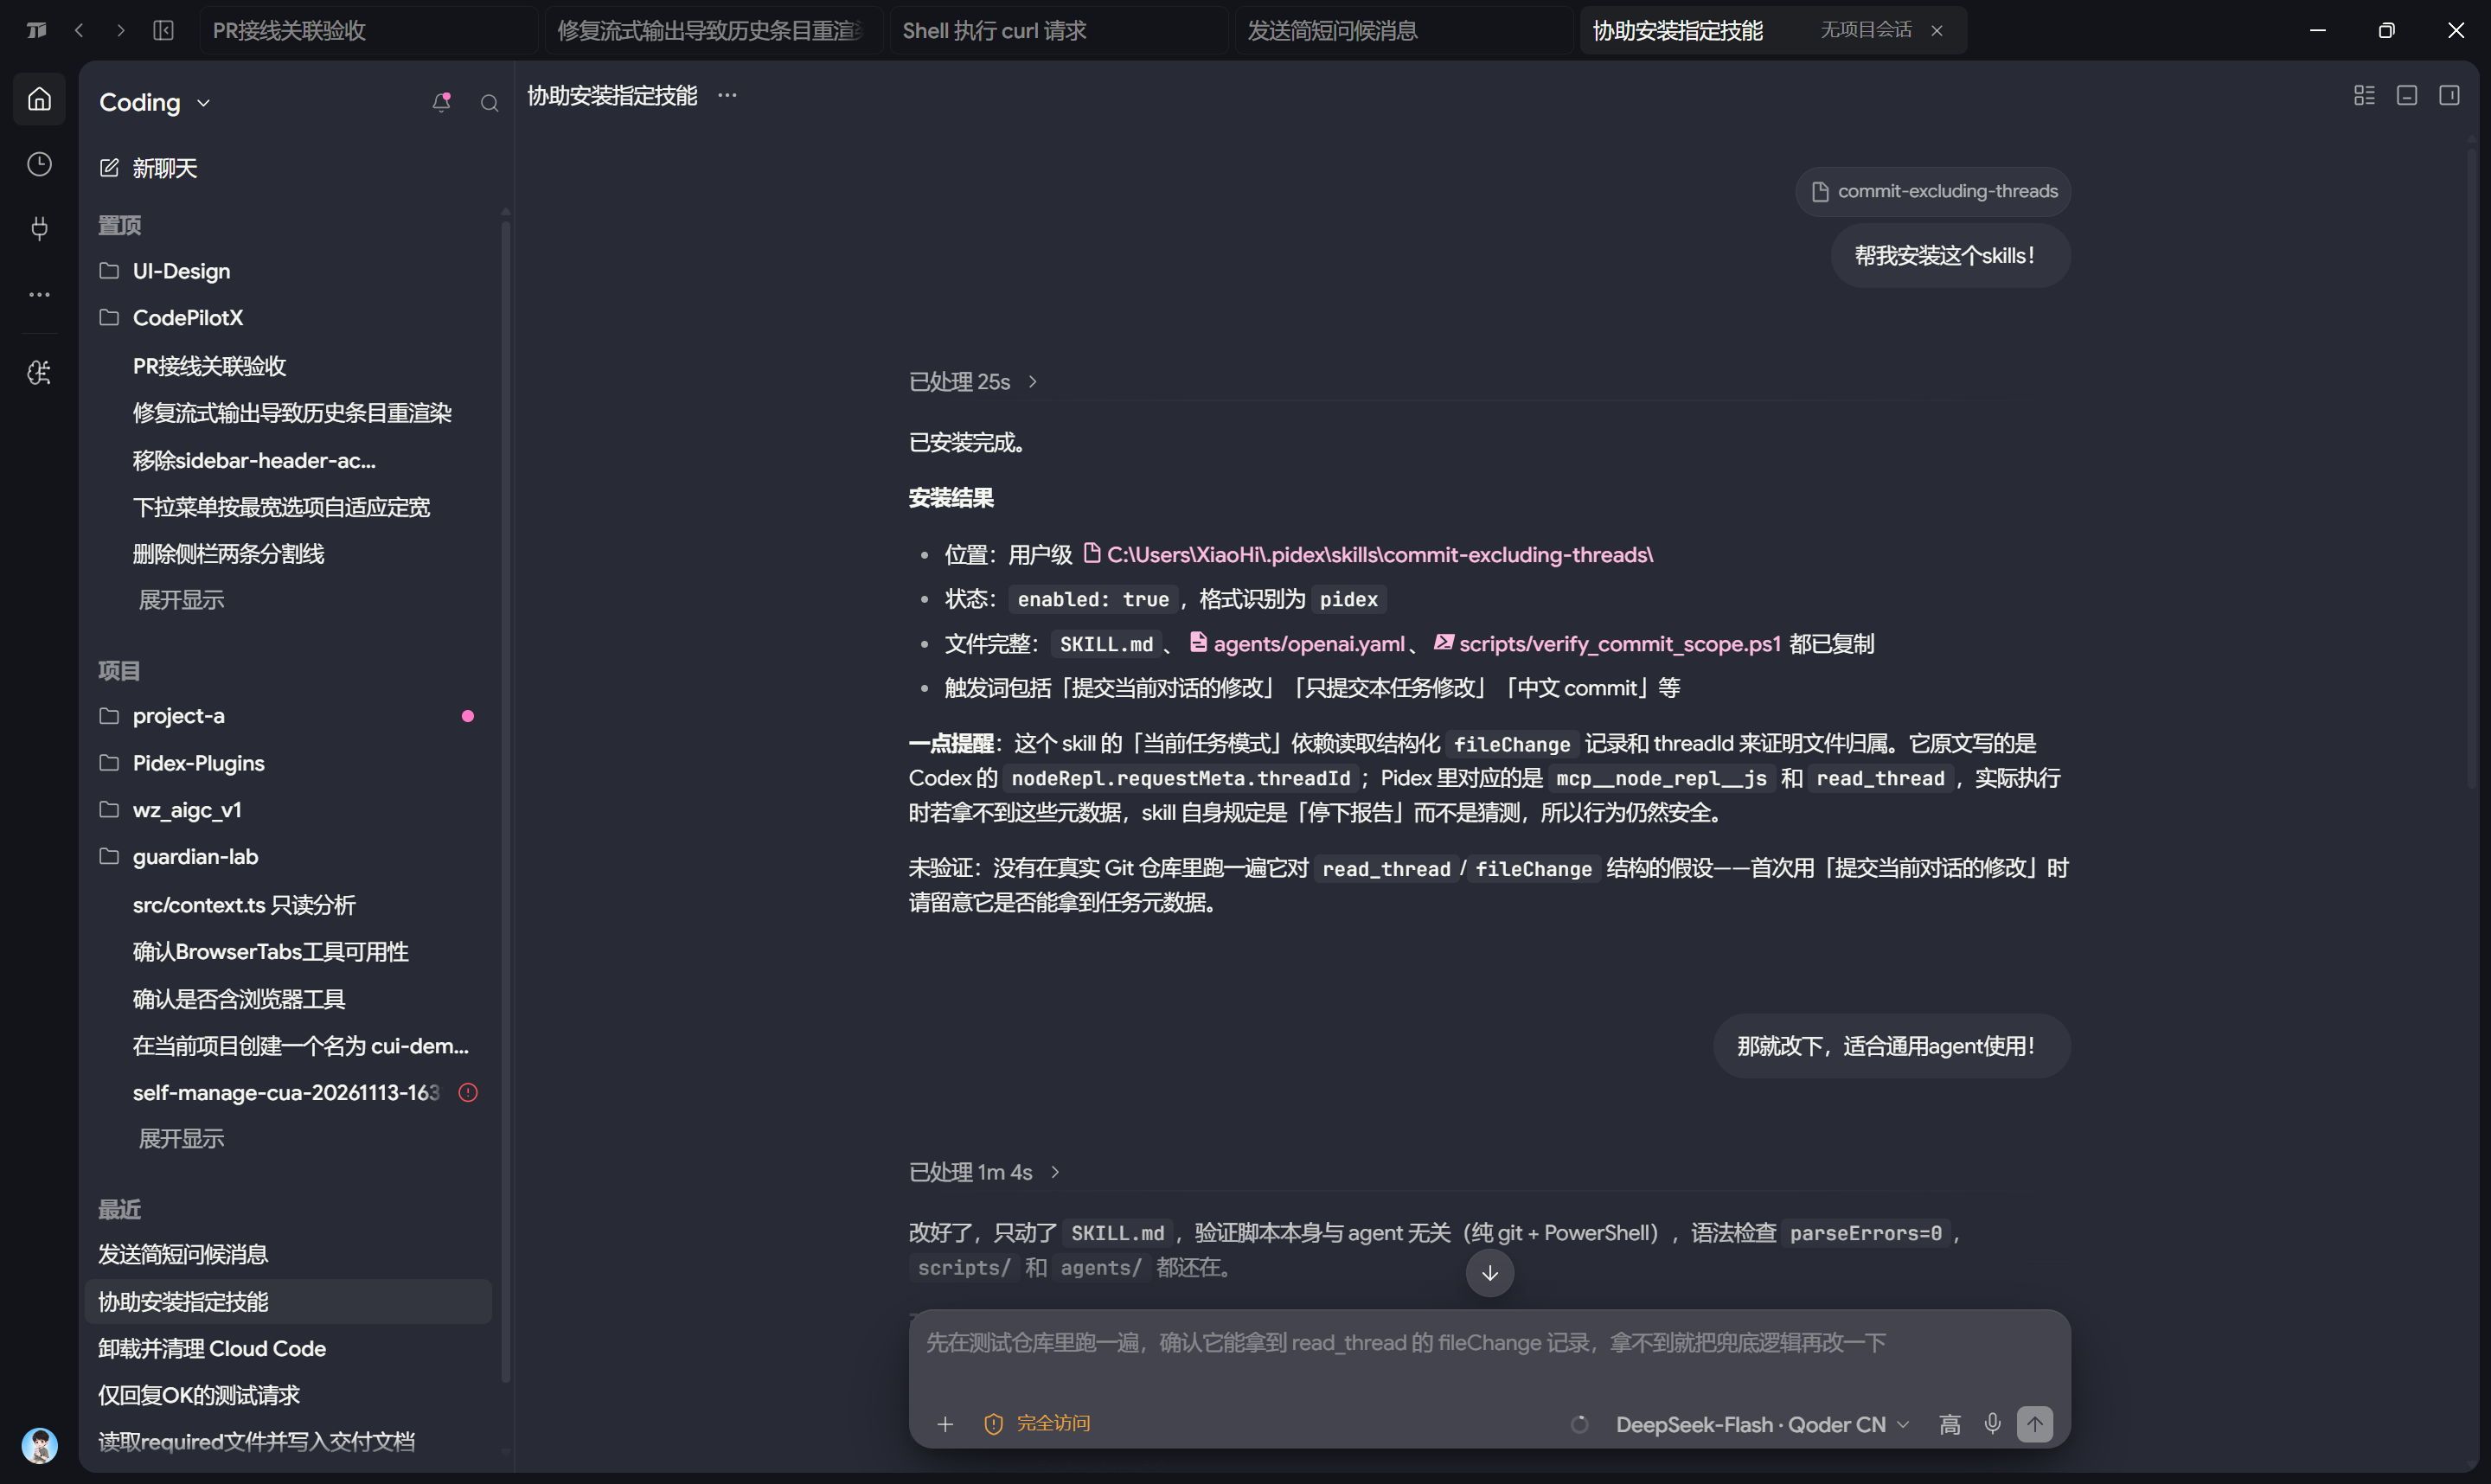 PR接线关联验收
修复流式输出导致历史条目重渲染
Shell 执行 curl 请求
发送简短问候消息
协助安装指定技能
无项目会话
Coding
新聊天
置顶
UI-Design
CodePilotX
PR接线关联验收
修复流式输出导致历史条目重渲染
移除sidebar-header-ac...
下拉菜单按最宽选项自适应定宽
删除侧栏两条分割线
展开显示
项目
project-a
Pidex-Plugins
wz_aigc_v1
guardian-lab
src/context.ts 只读分析
确认BrowserTabs工具可用性
确认是否含浏览器工具
在当前项目创建一个名为 cui-dem...
self-manage-cua-20261113-163
展开显示
最近
发送简短问候消息
协助安装指定技能
卸载并清理 Cloud Code
仅回复OK的测试请求
读取required文件并写入交付文档
协助安装指定技能
commit-excluding-threads
帮我安装这个skills！
已处理 25s
已安装完成。
安装结果
位置：用户级 C:\Users\XiaoHi\.pidex\skills\commit-excluding-threads\
状态： enabled: true ，格式识别为 pidex
文件完整： SKILL.md 、 agents/openai.yaml 、 scripts/verify_commit_scope.ps1 都已复制
触发词包括「提交当前对话的修改」「只提交本任务修改」「中文 commit」等
一点提醒：这个 skill 的「当前任务模式」依赖读取结构化 fileChange 记录和 threadId 来证明文件归属。它原文写的是
Codex 的 nodeRepl.requestMeta.threadId ；Pidex 里对应的是 mcp__node_repl__js 和 read_thread ，实际执行
时若拿不到这些元数据，skill 自身规定是「停下报告」而不是猜测，所以行为仍然安全。
未验证：没有在真实 Git 仓库里跑一遍它对 read_thread / fileChange 结构的假设——首次用「提交当前对话的修改」时
请留意它是否能拿到任务元数据。
那就改下，适合通用agent使用！
已处理 1m 4s
改好了，只动了 SKILL.md ，验证脚本本身与 agent 无关（纯 git + PowerShell），语法检查 parseErrors=0 ，
scripts/ 和 agents/ 都还在。
先在测试仓库里跑一遍，确认它能拿到 read_thread 的 fileChange 记录，拿不到就把兜底逻辑再改一下
完全访问
DeepSeek-Flash · Qoder CN
高